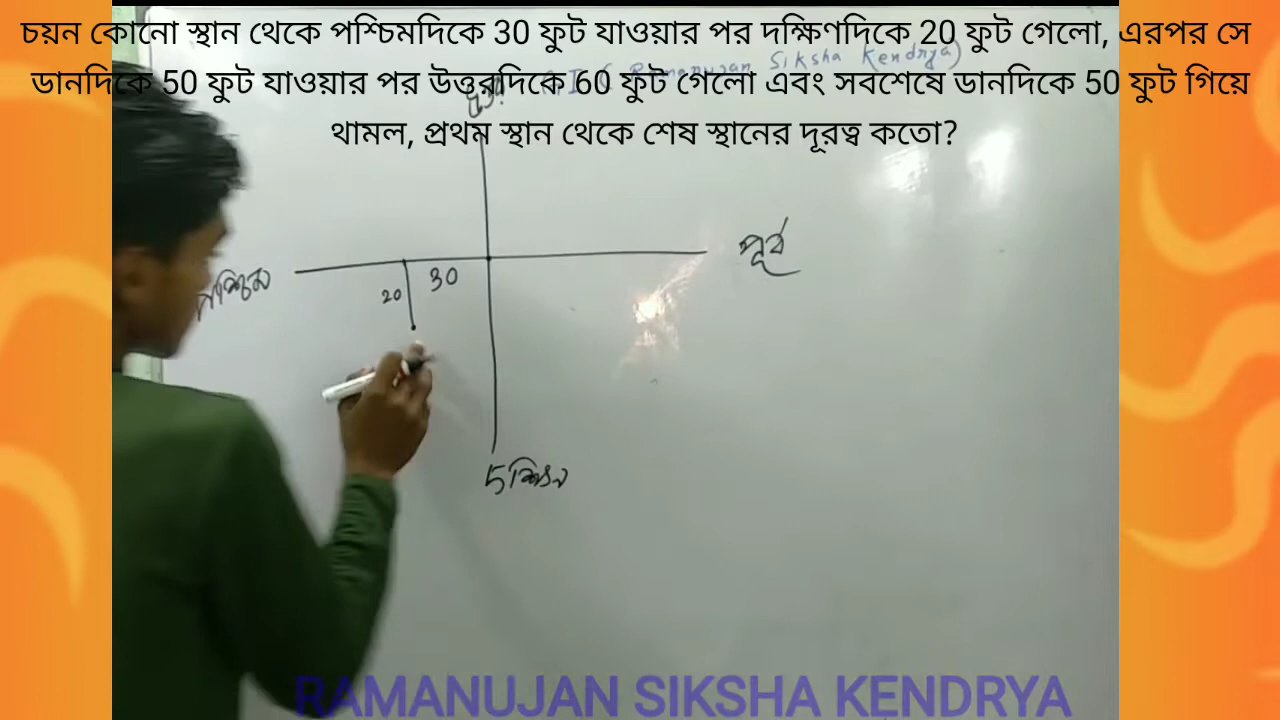 চয়ন কোনো স্থান থেকে পশ্চিমদিকে 30 ফুট যাওয়ার পর দক্ষিণদিকে 20 ফুট গেলো, এরপর সে
ডানদিকে 50 ফুট যাওয়ার পর উত্তরদিকে 60 ফুট গেলো এবং সবশেষে ডানদিকে 50 ফুট গিয়ে
থামল, প্রথম স্থান থেকে শেষ স্থানের দূরত্ব কতো?
Ramanujan Siksha Kendrya)
পূর্ব
পশ্চিম
20 30
RAMANUJAN SIKSHA KENDRYA